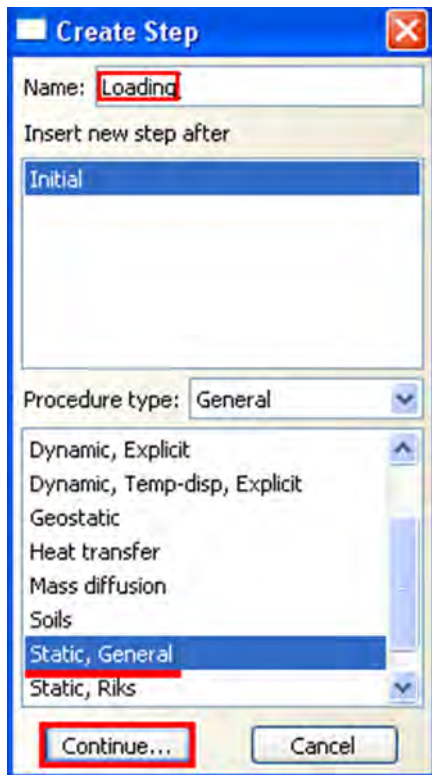 Create Step
Name: Loading
Insert new step after
Initial
Procedure type: General
Dynamic, Explicit
Dynamic, Temp-disp, Explicit
Geostatic
Heat transfer
Mass diffusion
Soils
Static, General
Static, Riks
Continue... Cancel